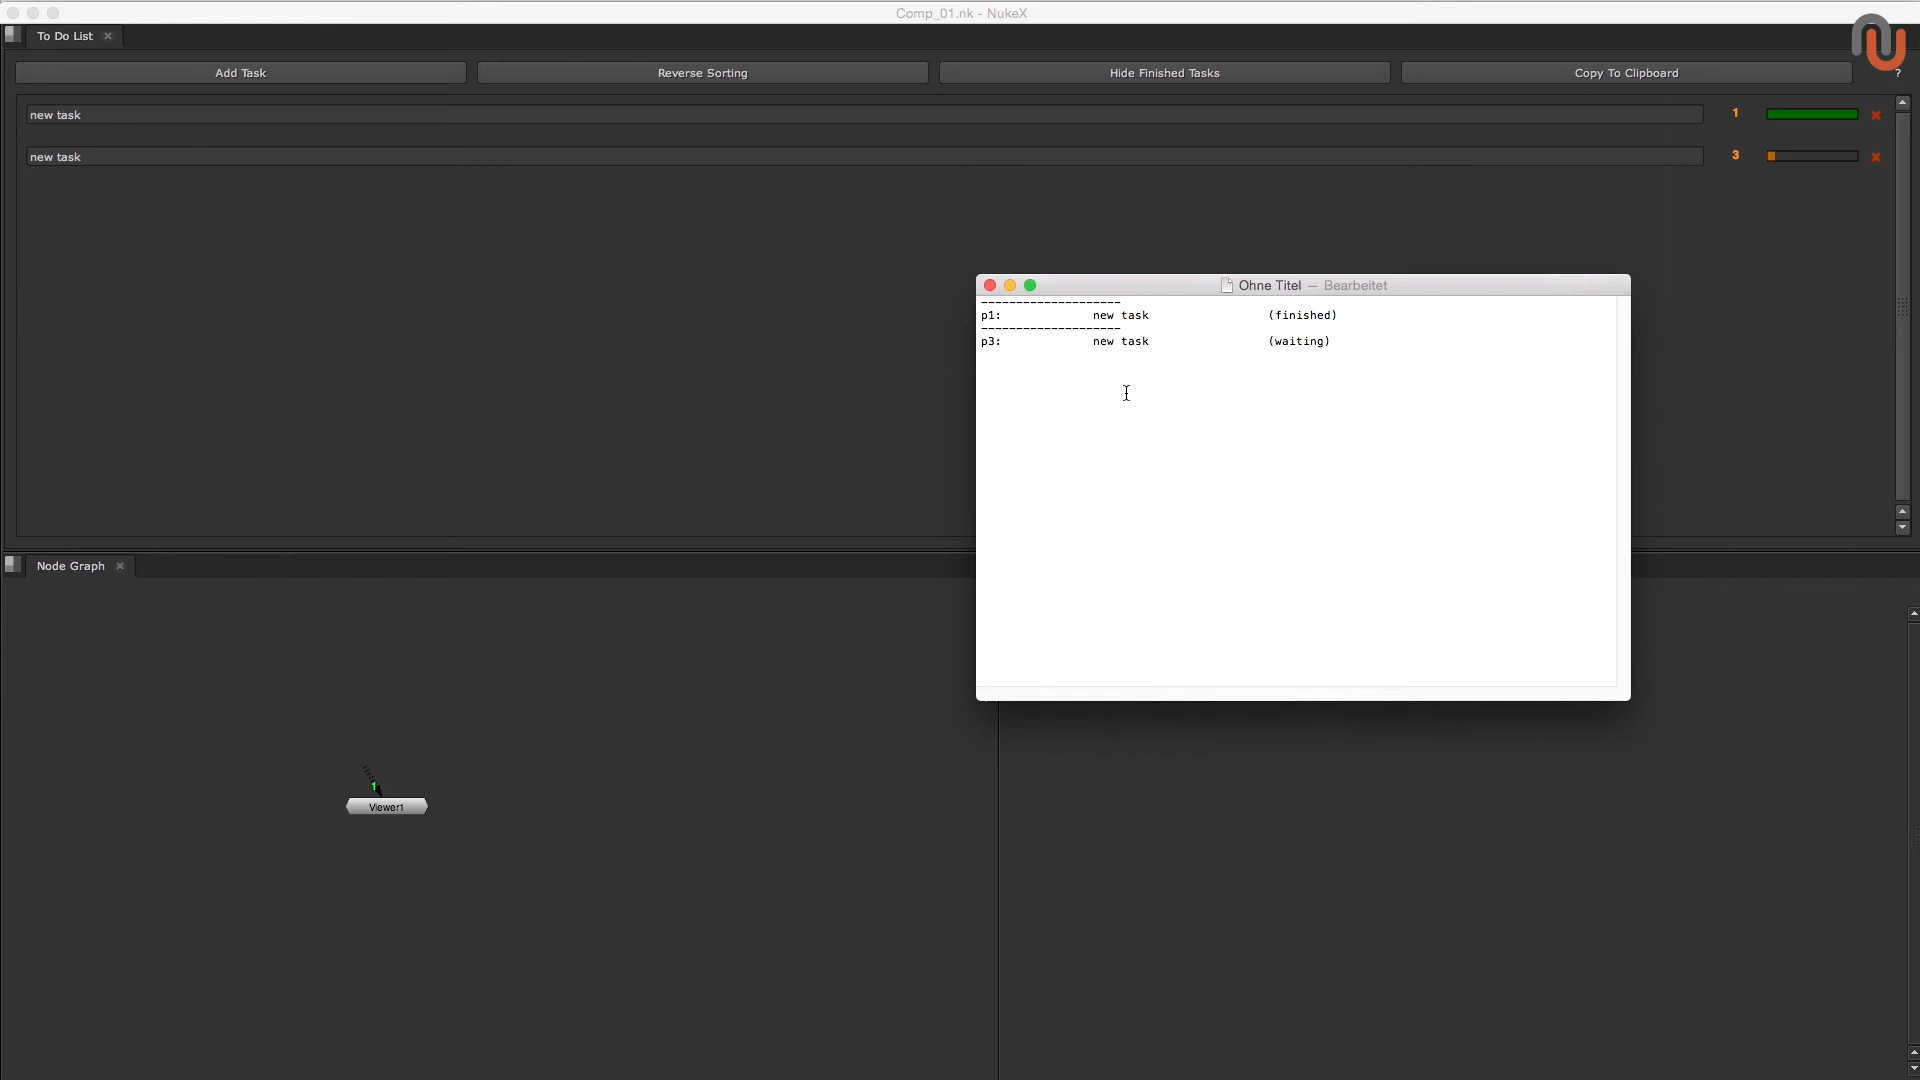 Comp_01.nk - NukeX
To Do List
Add Task
Reverse Sorting
Hide Finished Tasks
Copy To Clipboard
?
new task
1
new task
3
Ohne Titel — Bearbeitet
--------------------
p1: new task (finished)
--------------------
p3: new task (waiting)
Node Graph
1
Viewer1